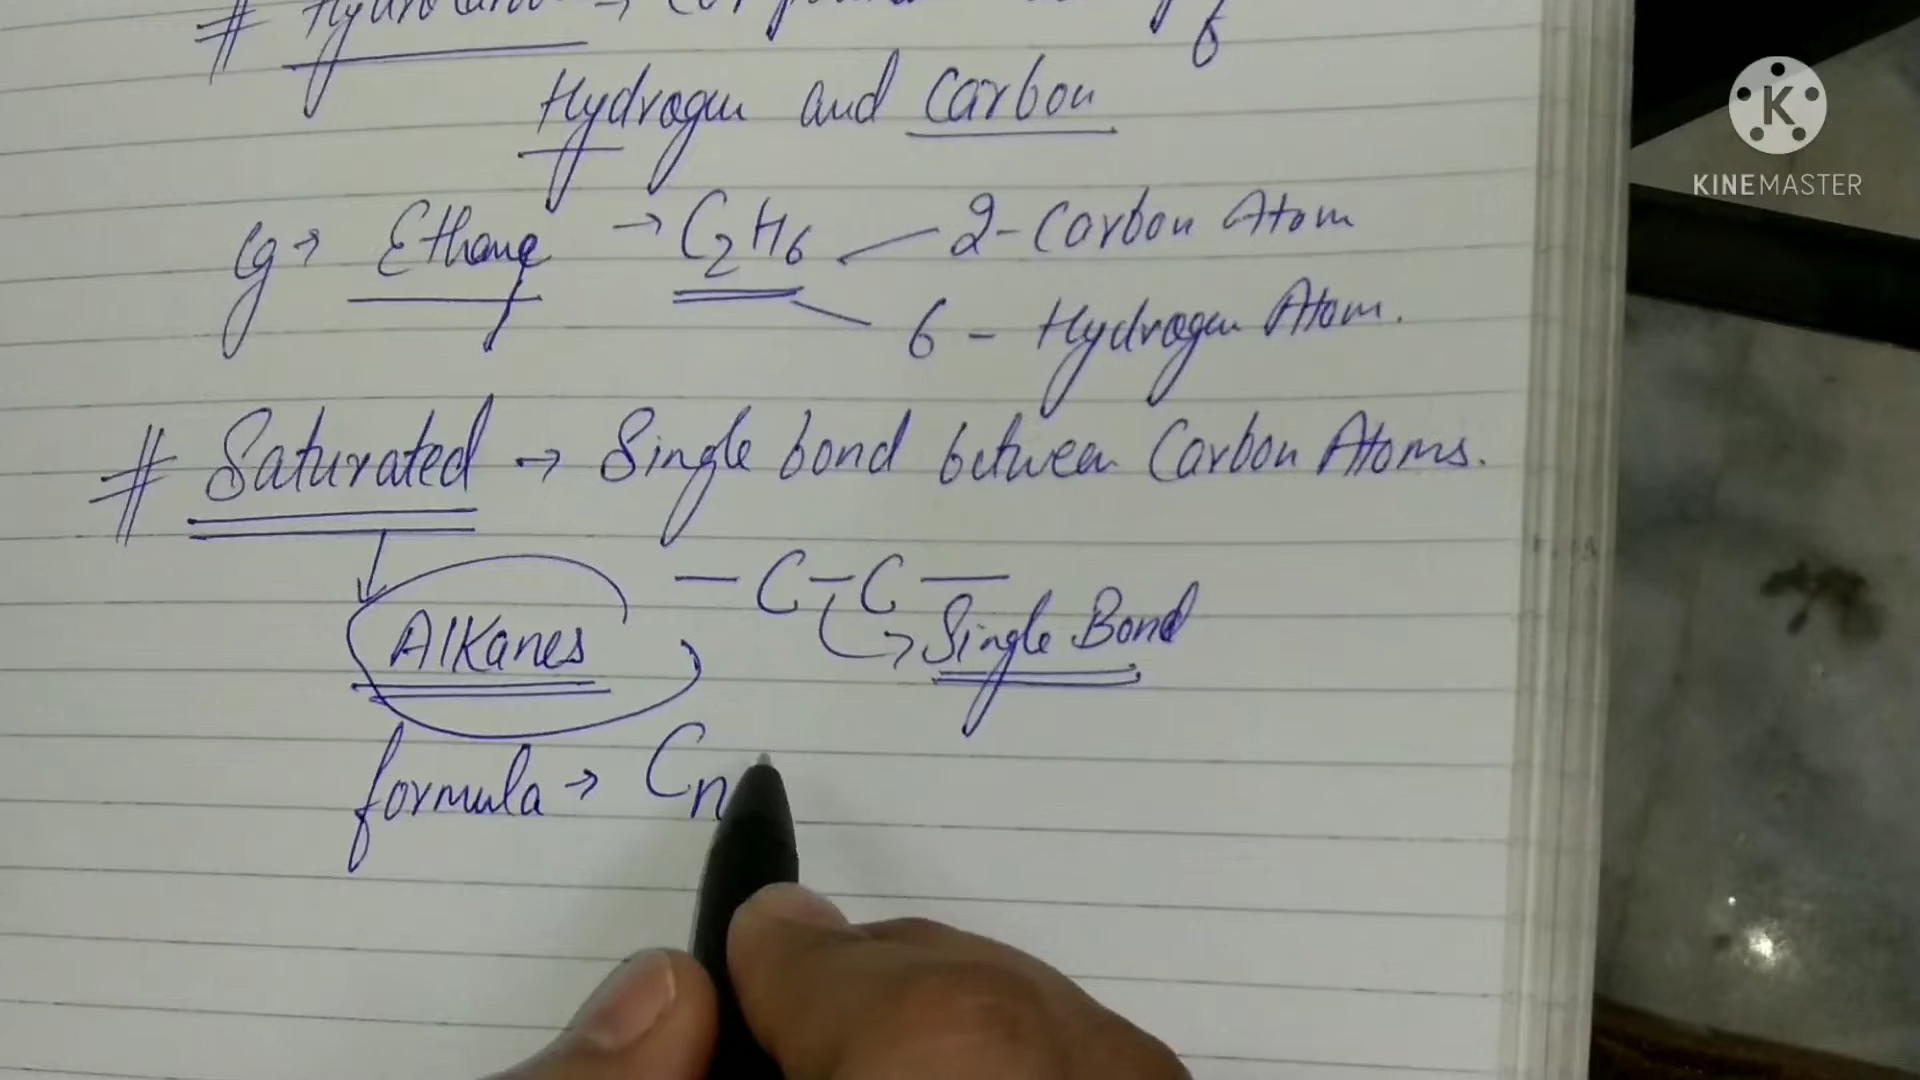 # Hydrocarbon →
Hydrogen and Carbon
eg → Ethane → C2H6 2-Carbon Atom
6 - Hydrogen Atom.
# Saturated → Single bond between Carbon Atoms.
— C – C —
Alkanes Single Bond
formula → Cn
KINEMASTER